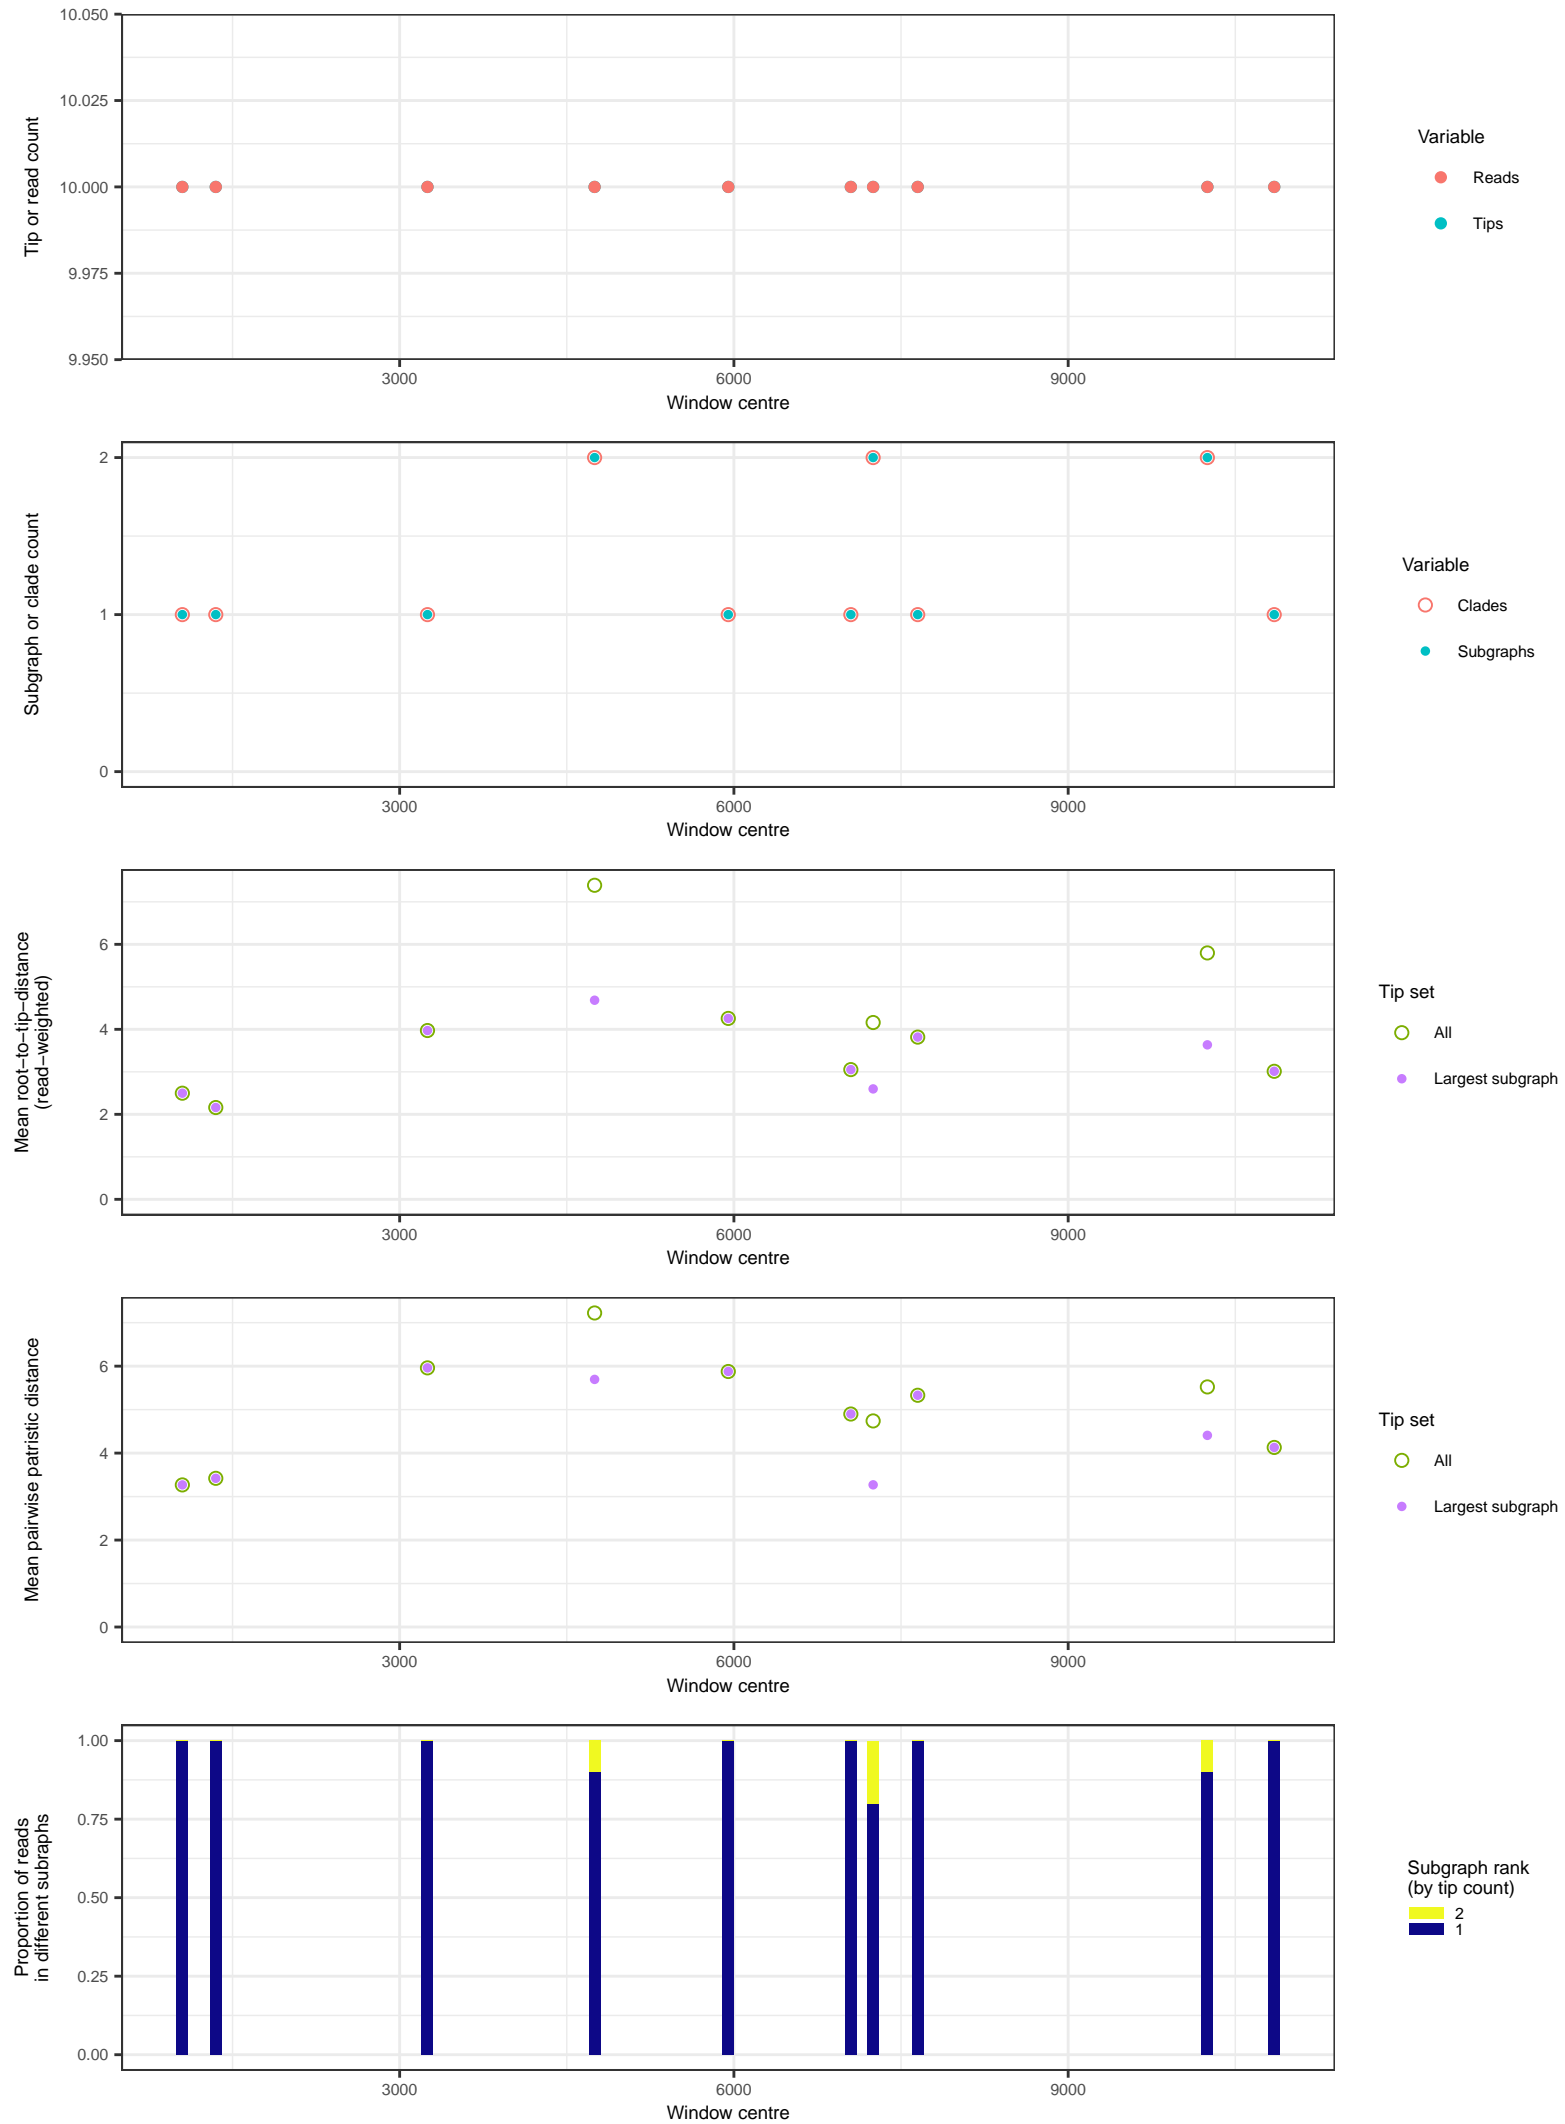 10.050
10.025
10.000
9.975
9.950
Tip or read count
3000 6000 9000
Window centre
Variable
Reads
Tips
2
1
0
Subgraph or clade count
3000 6000 9000
Window centre
Variable
Clades
Subgraphs
6
4
2
0
Mean root−to−tip−distance
(read−weighted)
3000 6000 9000
Window centre
Tip set
All
Largest subgraph
6
4
2
0
Mean pairwise patristic distance
3000 6000 9000
Window centre
Tip set
All
Largest subgraph
1.00
0.75
0.50
0.25
0.00
Proportion of reads
in different subraphs
3000 6000 9000
Window centre
Subgraph rank
(by tip count)
2
1